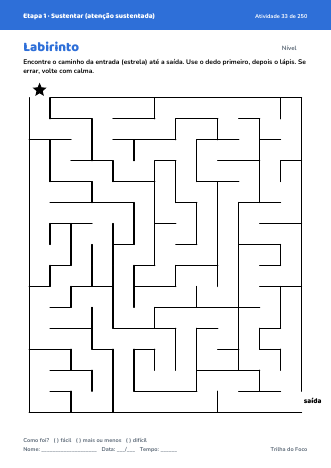 Etapa 1 · Sustentar (atenção sustentada)
Atividade 33 de 250
Labirinto
Nível
Encontre o caminho da entrada (estrela) até a saída. Use o dedo primeiro, depois o lápis. Se
errar, volte com calma.
saída
Como foi? ( ) fácil ( ) mais ou menos ( ) difícil
Nome: ____________________ Data: ___/___ Tempo: ______
Trilha do Foco